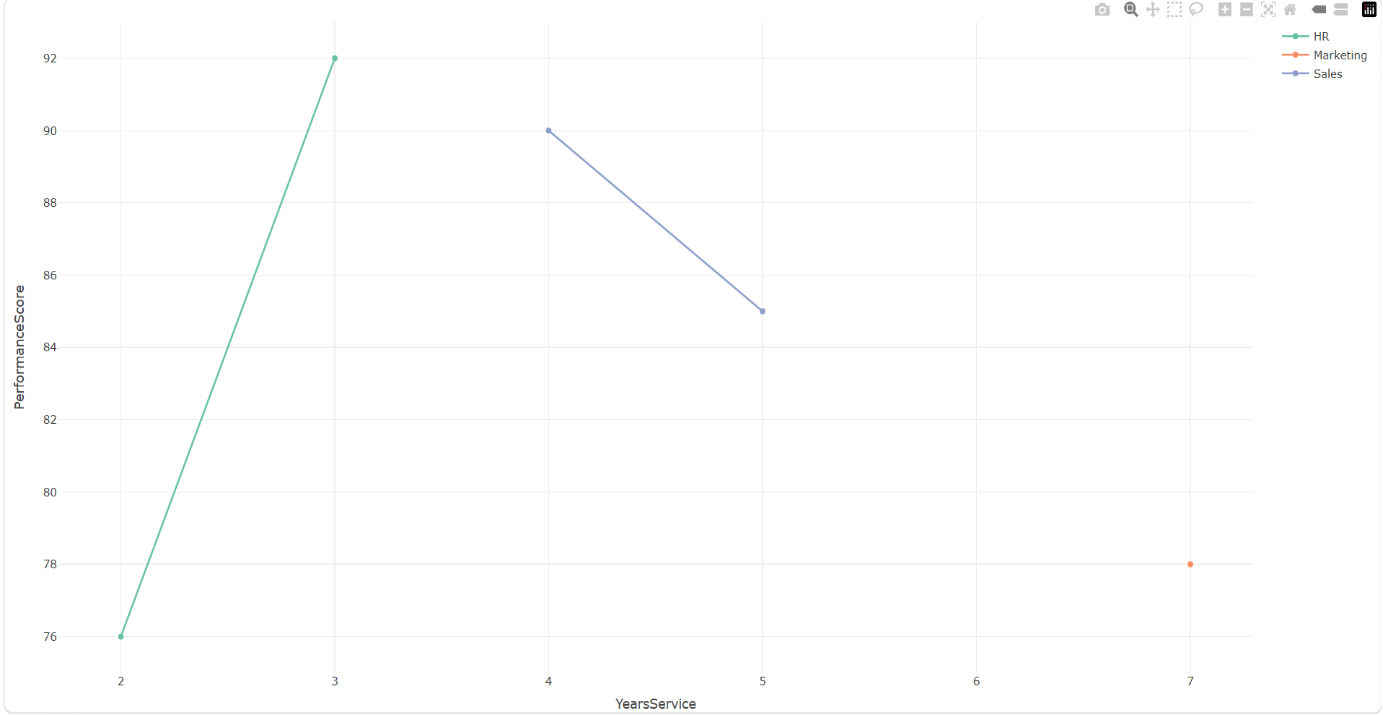 HR
Marketing
Sales
92
90
88
86
84
82
80
78
76
PerformanceScore
2 3 4 5 6 7
YearsService